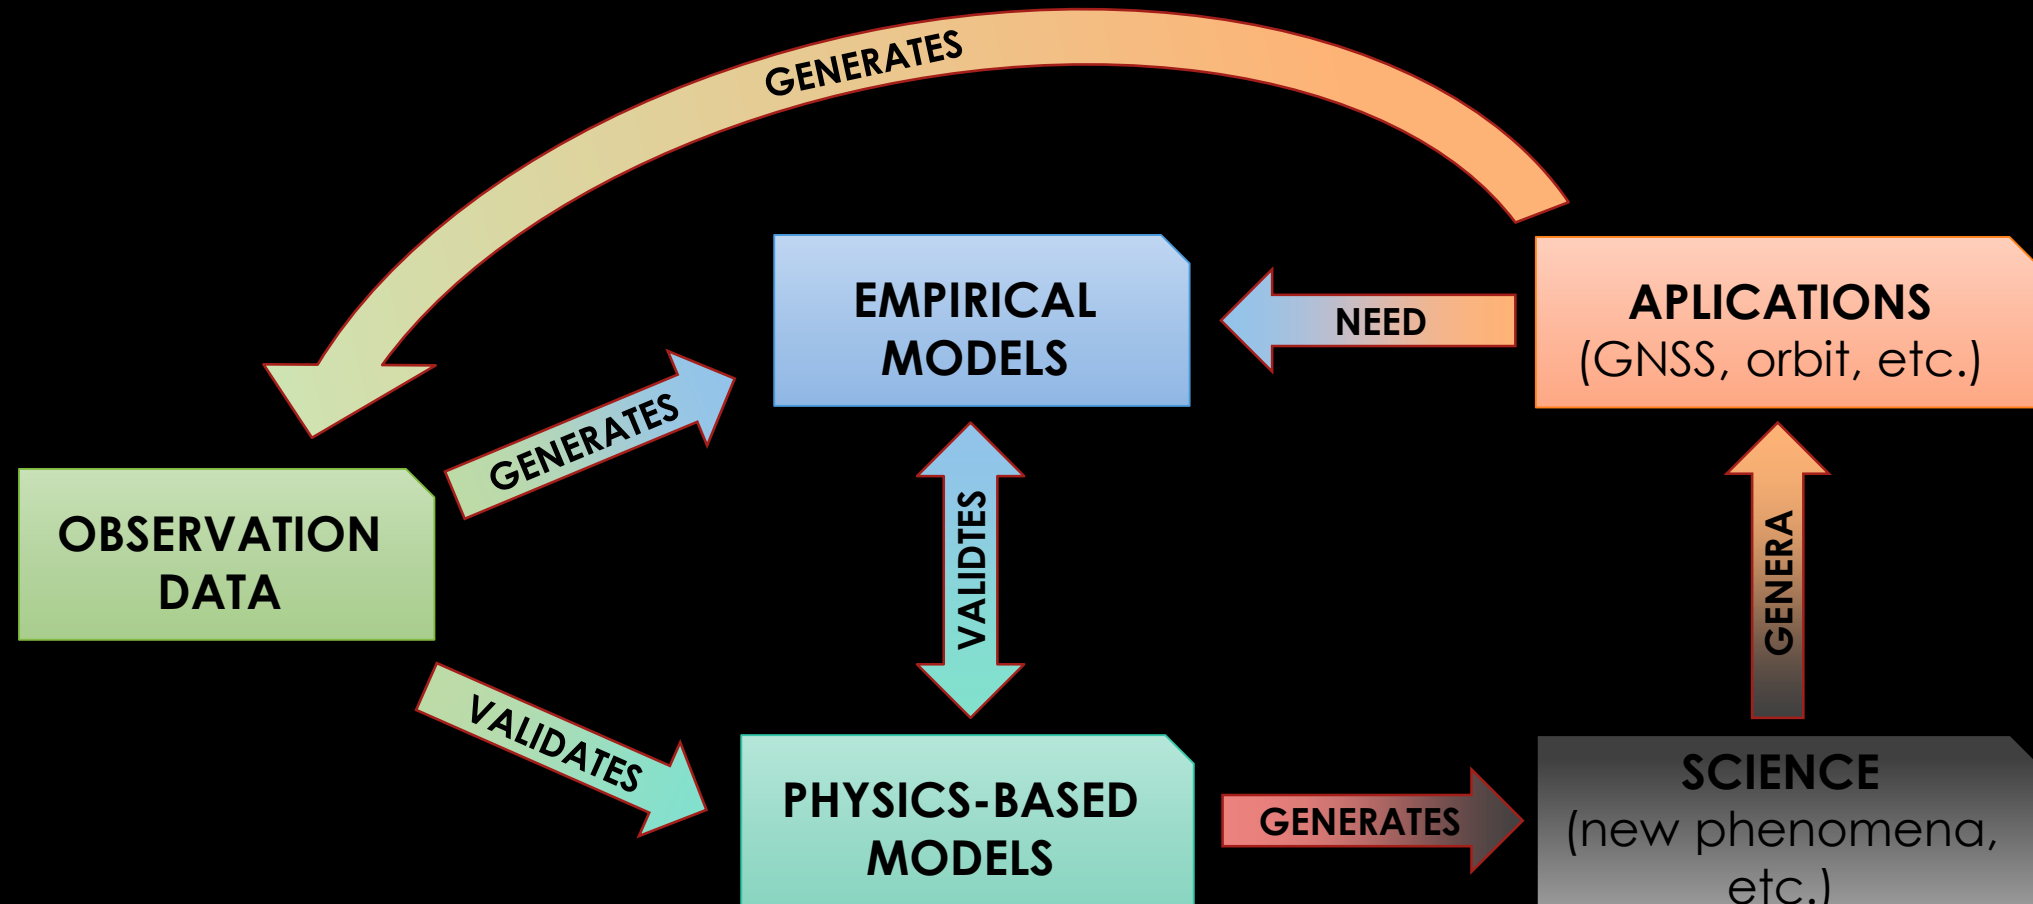 GENERATES
EMPIRICAL
MODELS
NEED
APLICATIONS
(GNSS, orbit, etc.)
GENERATES
OBSERVATION
DATA
VALIDTES
GENERA
VALIDATES
PHYSICS-BASED
MODELS
GENERATES
SCIENCE
(new phenomena,
etc.)